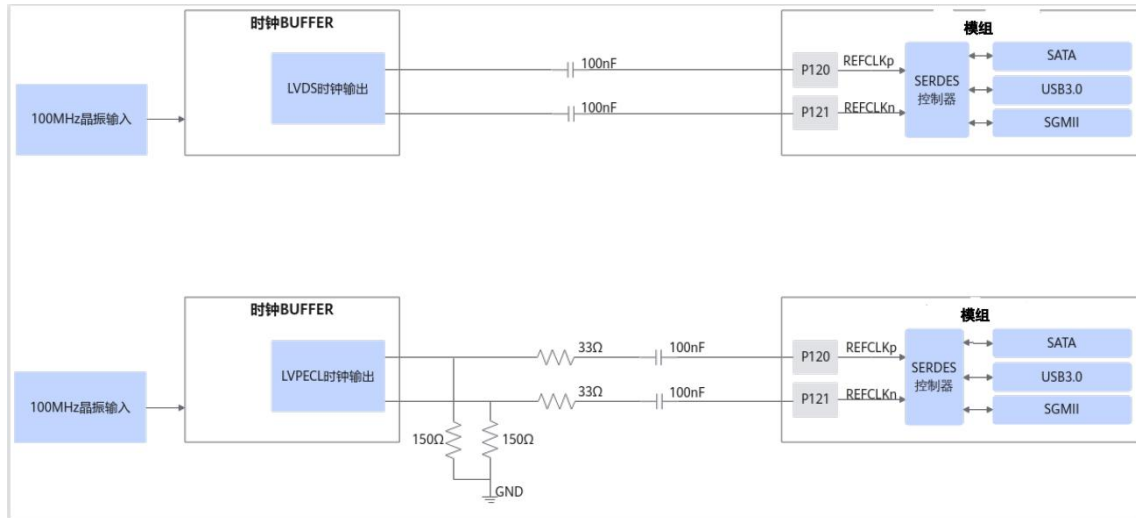 时钟BUFFER
模组
100MHz晶振输入
LVDS时钟输出
100nF
100nF
P120
P121
REFCLKp
REFCLKn
SERDES
控制器
SATA
USB3.0
SGMII
时钟BUFFER
模组
100MHz晶振输入
LVPECL时钟输出
33Ω
100nF
33Ω
100nF
150Ω
150Ω
GND
P120
P121
REFCLKp
REFCLKn
SERDES
控制器
SATA
USB3.0
SGMII